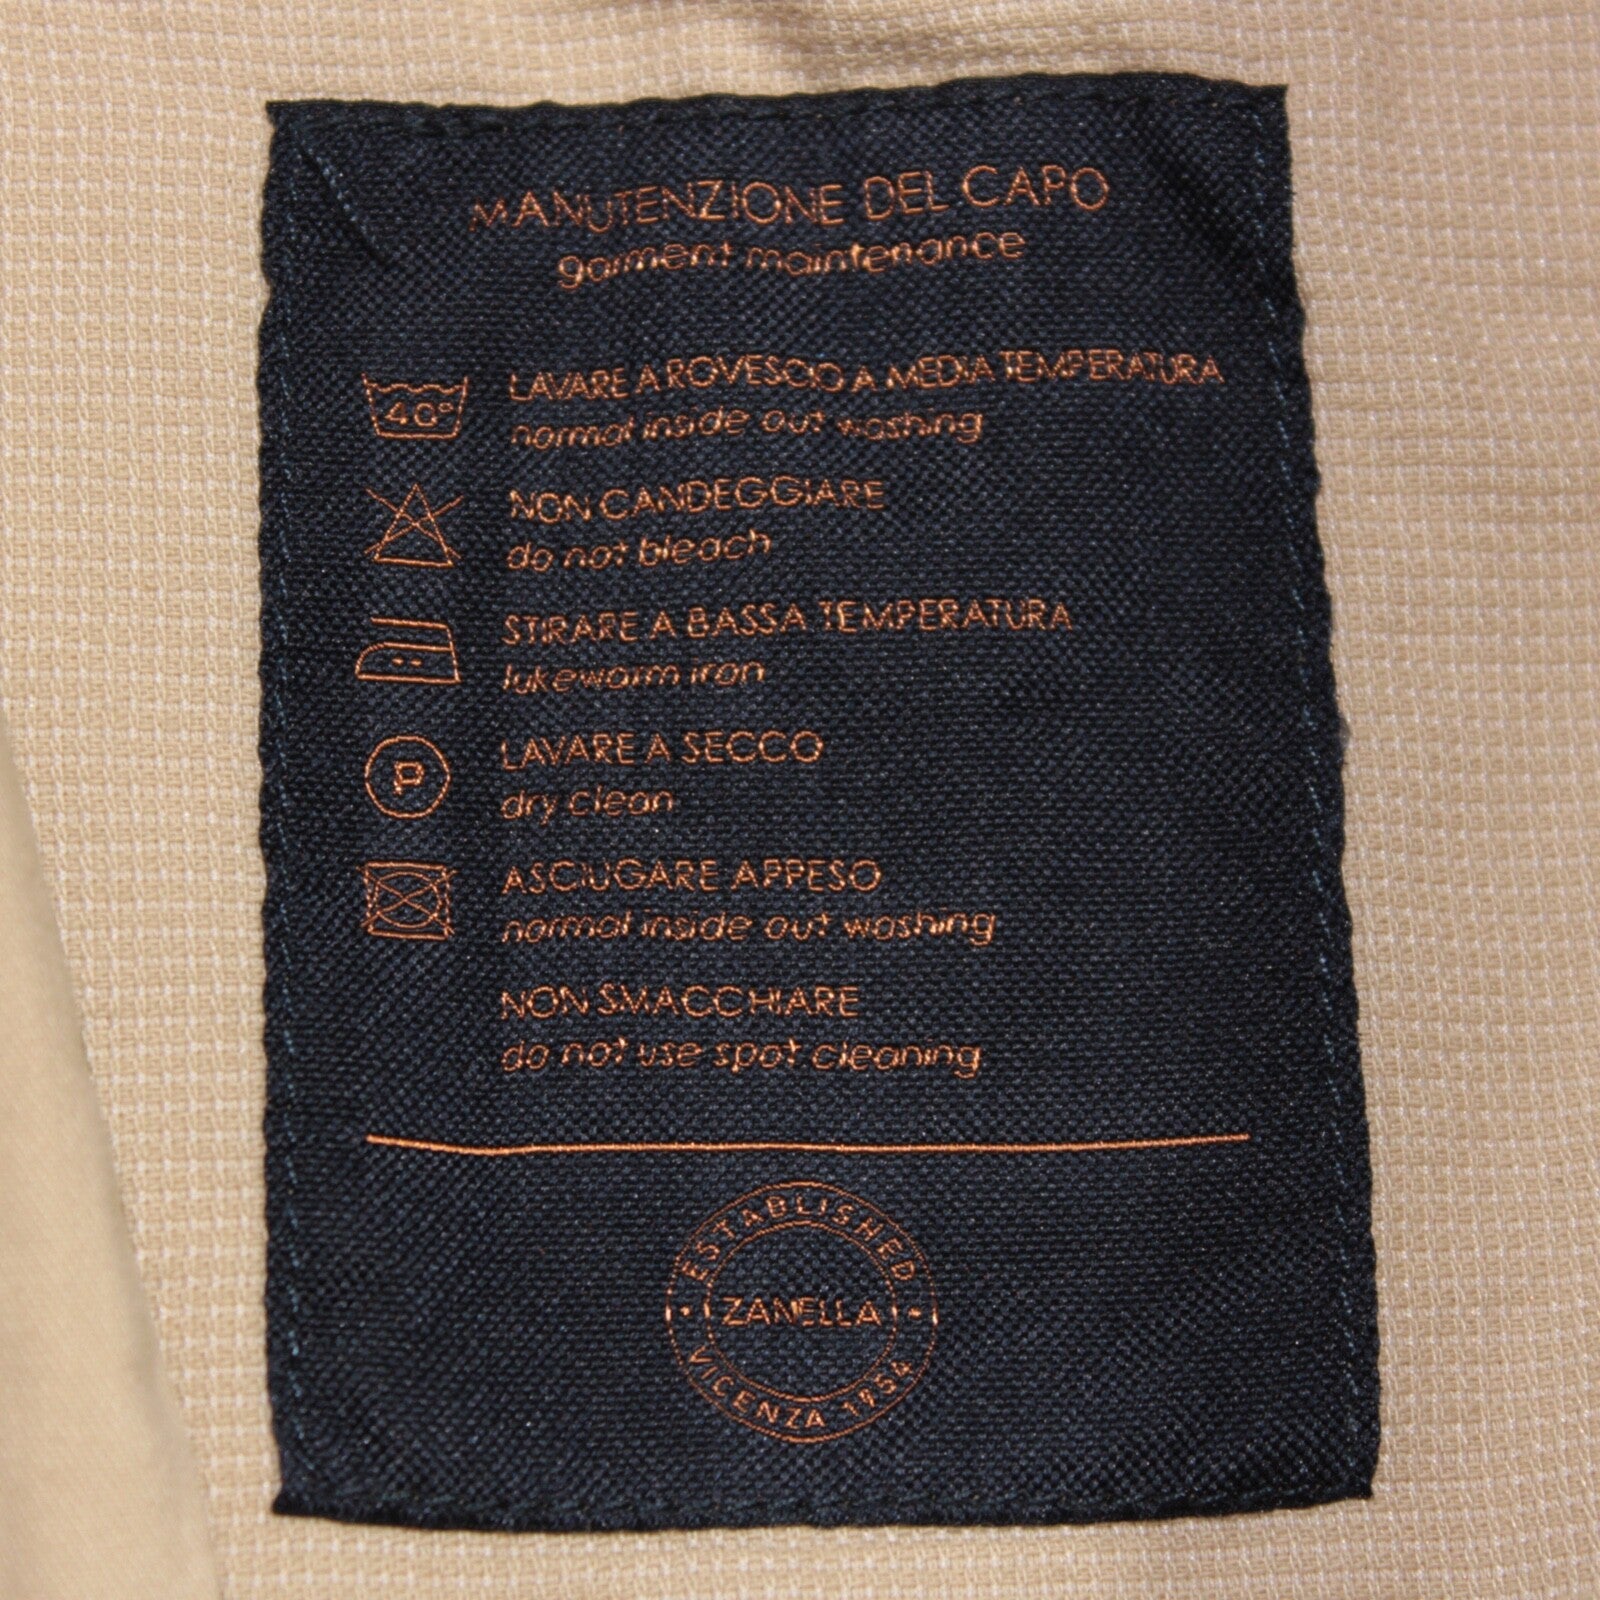 MANUTENZIONE DEL CAPO
garment maintenance
40°
LAVARE A ROVESCIO A MEDIA TEMPERATURA
normal inside out washing
NON CANDEGGIARE
do not bleach
STIRARE A BASSA TEMPERATURA
lukewarm iron
P
LAVARE A SECCO
dry clean
ASCIUGARE APPESO
normal inside out washing
NON SMACCHIARE
do not use spot cleaning
ESTABLISHED
ZANELLA
VICENZA 1954